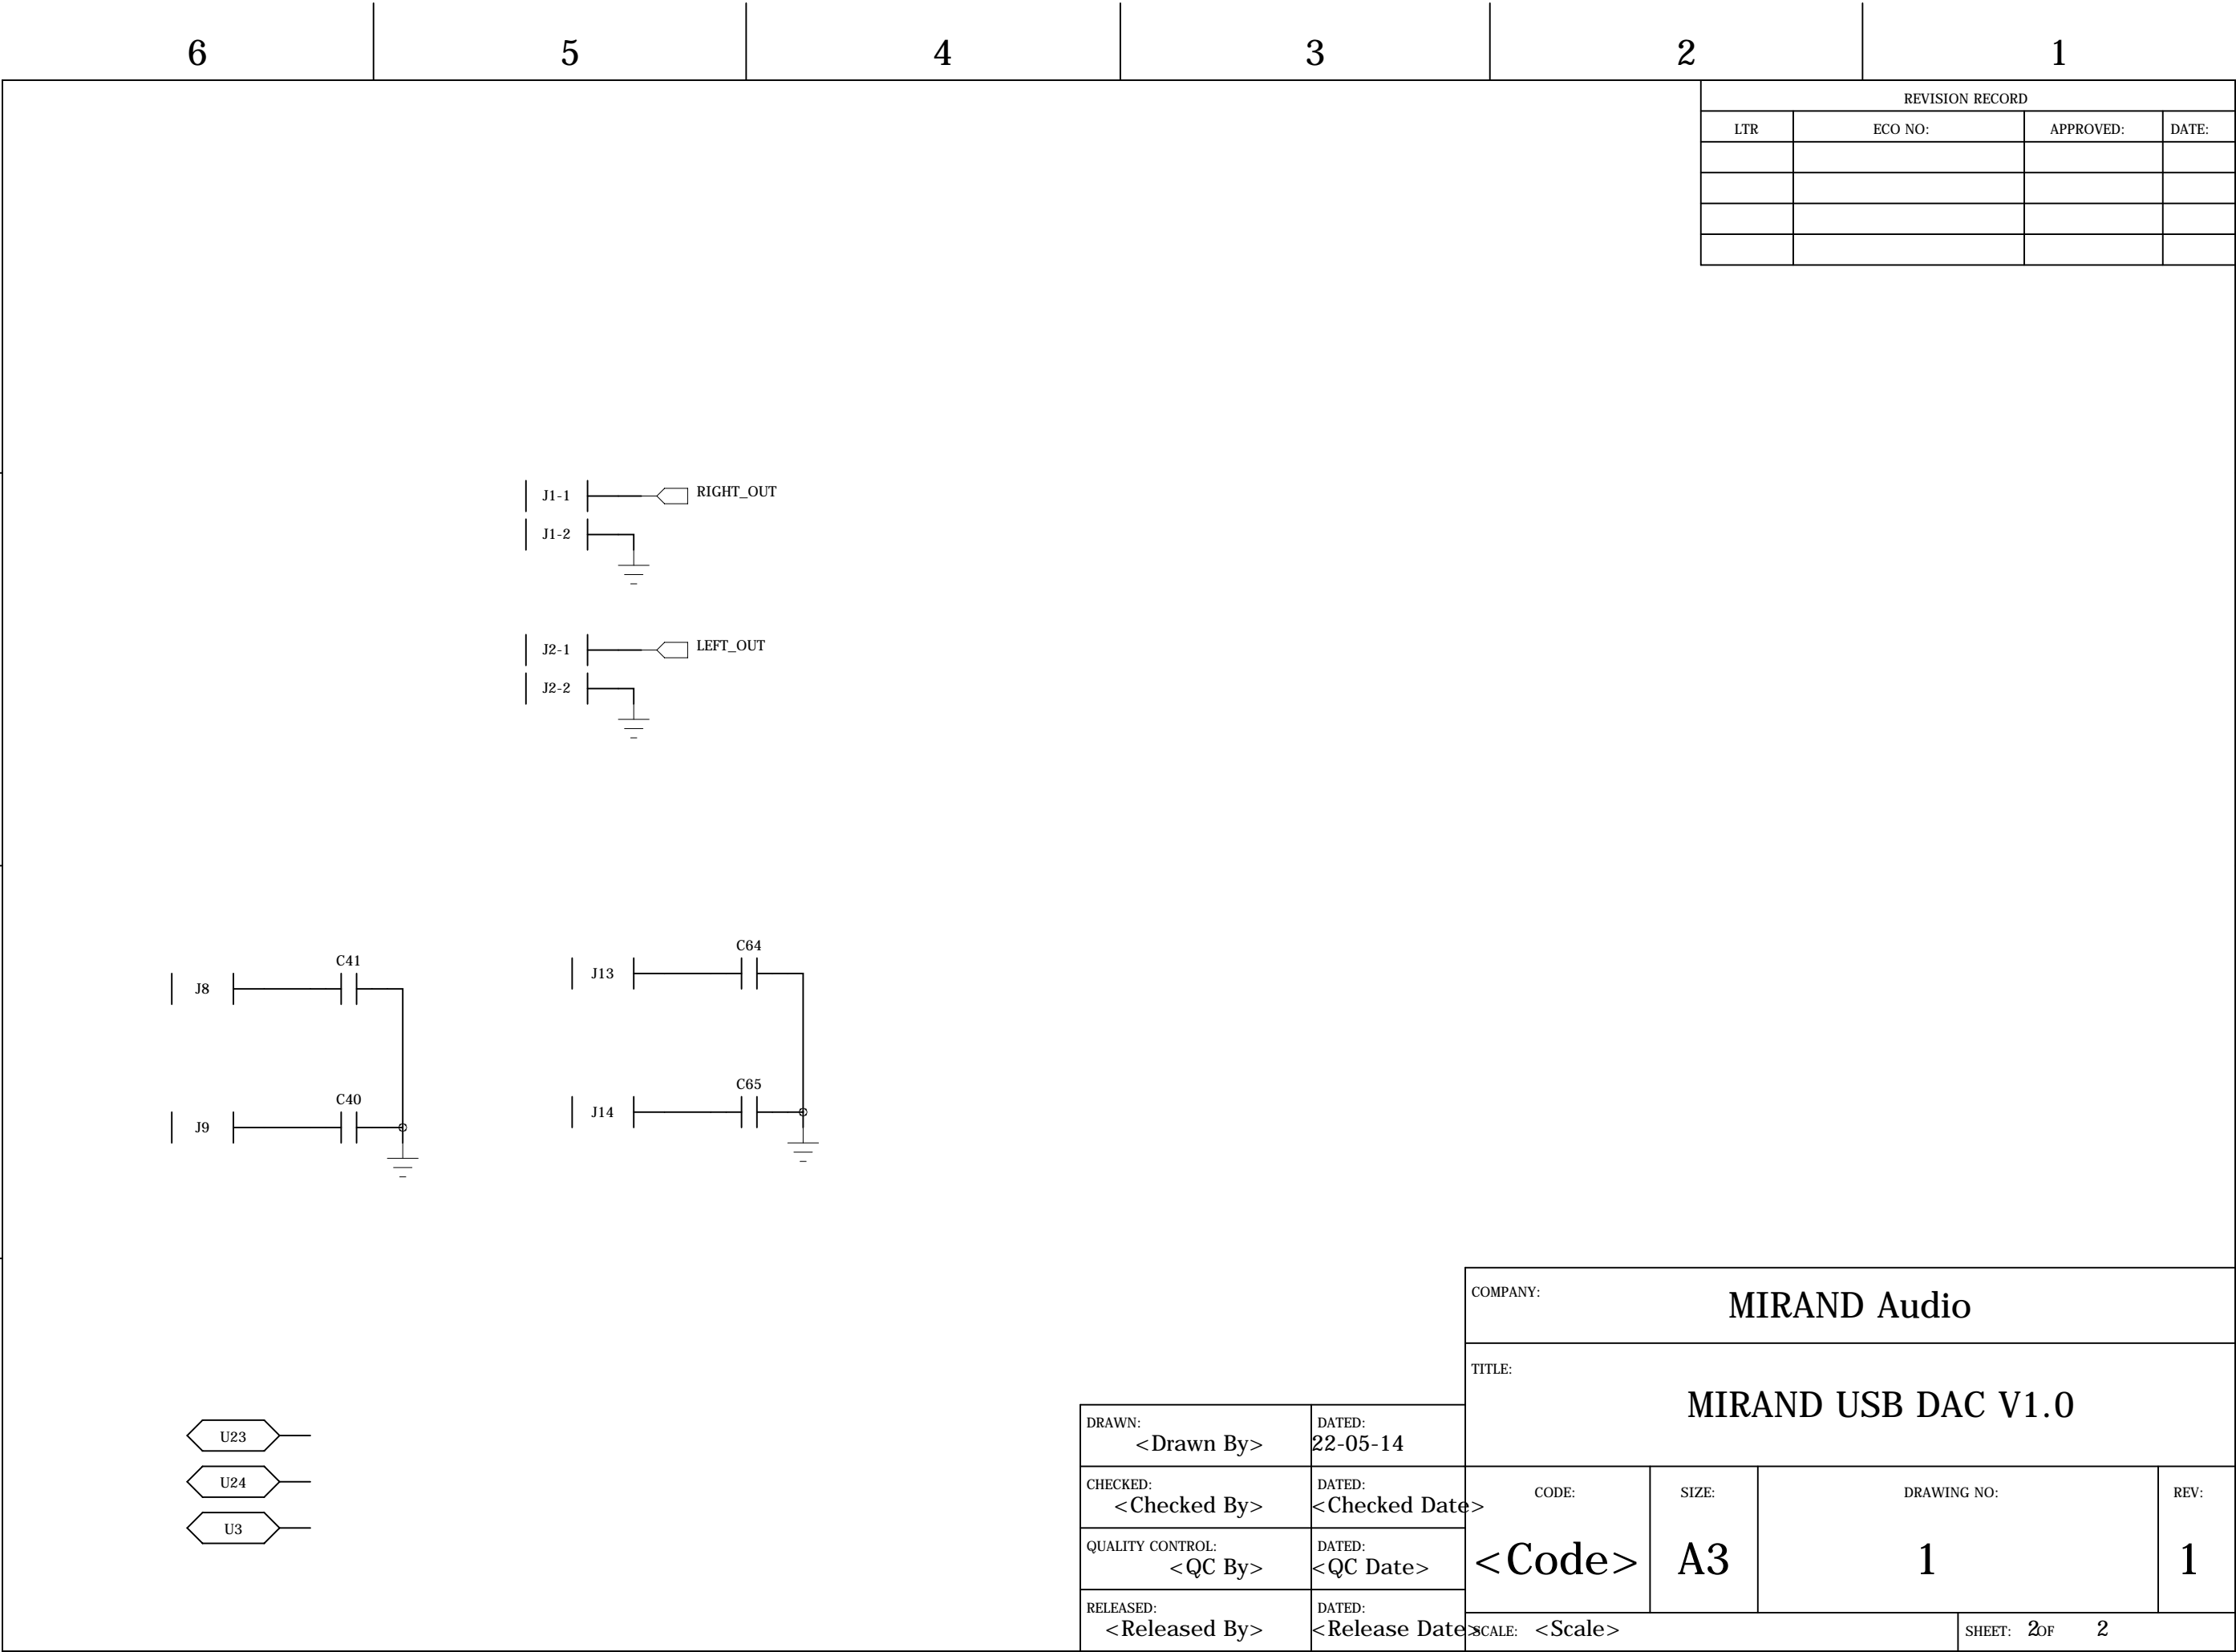 6 5 4 3 2 1
REVISION RECORD
LTR ECO NO: APPROVED: DATE:
J1-1 RIGHT_OUT
J1-2
J2-1 LEFT_OUT
J2-2
C41
J8
C64
J13
C40
J9
C65
J14
U23
U24
U3
COMPANY: MIRAND Audio
TITLE:
MIRAND USB DAC V1.0
DRAWN: DATED:
<Drawn By> 22-05-14
CHECKED: DATED:
<Checked By> <Checked Date>
QUALITY CONTROL: DATED:
<QC By> <QC Date>
RELEASED: DATED:
<Released By> <Release Date>
CODE: SIZE: DRAWING NO: REV:
<Code> A3 1 1
SCALE: <Scale> SHEET: 2 OF 2